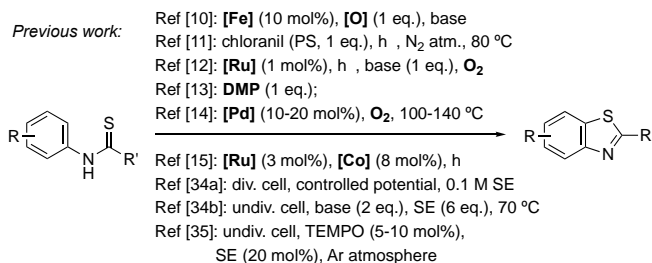 Previous work:
Ref [10]: [Fe] (10 mol%), [O] (1 eq.), base
Ref [11]: chloranil (PS, 1 eq.), h , N2 atm., 80 ºC
Ref [12]: [Ru] (1 mol%), h , base (1 eq.), O2
Ref [13]: DMP (1 eq.);
Ref [14]: [Pd] (10-20 mol%), O2, 100-140 ºC
R
S
N
H
R'
Ref [15]: [Ru] (3 mol%), [Co] (8 mol%), h
Ref [34a]: div. cell, controlled potential, 0.1 M SE
Ref [34b]: undiv. cell, base (2 eq.), SE (6 eq.), 70 ºC
Ref [35]: undiv. cell, TEMPO (5-10 mol%),
SE (20 mol%), Ar atmosphere
R
S
N
R'